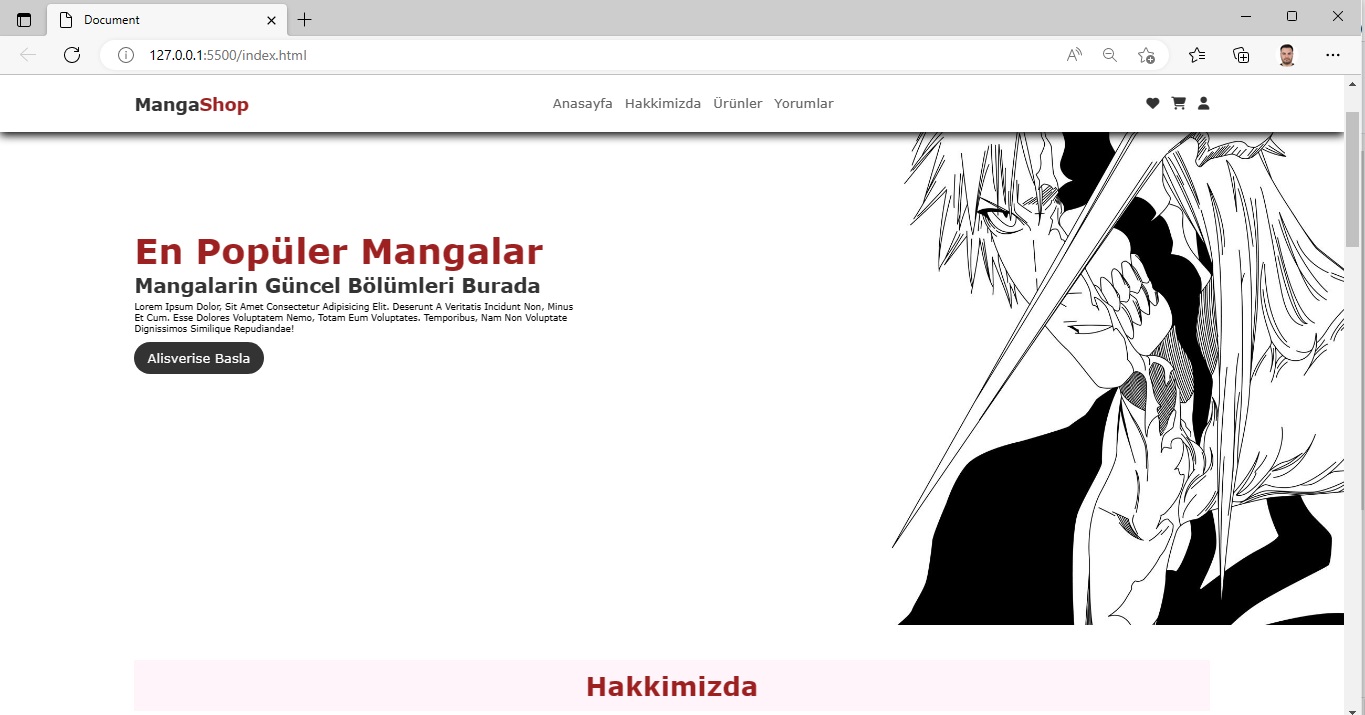 Document
127.0.0.1:5500/index.html
MangaShop
Anasayfa Hakkimizda Ürünler Yorumlar
En Popüler Mangalar
Mangalarin Güncel Bölümleri Burada
Lorem Ipsum Dolor, Sit Amet Consectetur Adipisicing Elit. Deserunt A Veritatis Incidunt Non, Minus
Et Cum. Esse Dolores Voluptatem Nemo, Totam Eum Voluptates. Temporibus, Nam Non Voluptate
Dignissimos Similique Repudiandae!
Alisverise Basla
Hakkimizda